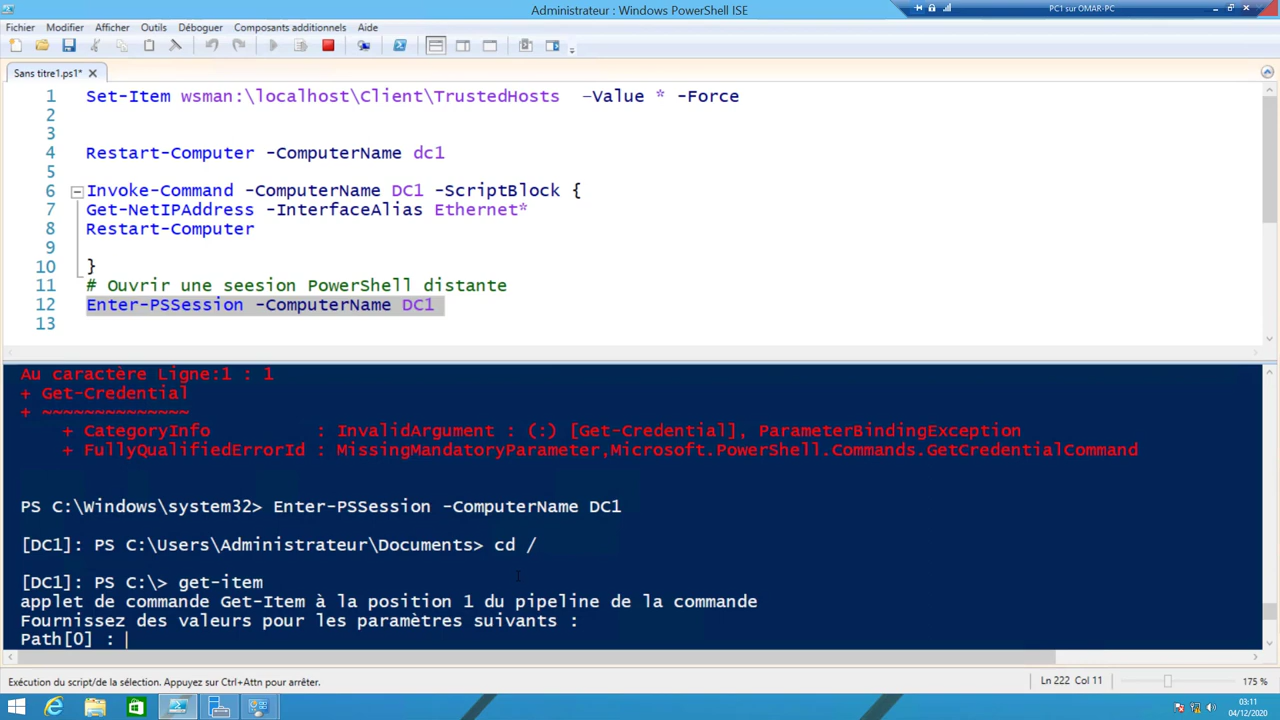 Administrateur : Windows PowerShell ISE
PC1 sur OMAR-PC
Fichier Modifier Afficher Outils Déboguer Composants additionnels Aide
Sans titre1.ps1*
1 Set-Item wsman:\localhost\Client\TrustedHosts –Value * -Force
2
3
4 Restart-Computer -ComputerName dc1
5
6 Invoke-Command -ComputerName DC1 -ScriptBlock {
7 Get-NetIPAddress -InterfaceAlias Ethernet*
8 Restart-Computer
9
10 }
11 # Ouvrir une seesion PowerShell distante
12 Enter-PSSession -ComputerName DC1
13
Au caractère Ligne:1 : 1
+ Get-Credential
+ ~~~~~~~~~~~~~~
+ CategoryInfo : InvalidArgument : (:) [Get-Credential], ParameterBindingException
+ FullyQualifiedErrorId : MissingMandatoryParameter,Microsoft.PowerShell.Commands.GetCredentialCommand
PS C:\Windows\system32> Enter-PSSession -ComputerName DC1
[DC1]: PS C:\Users\Administrateur\Documents> cd /
[DC1]: PS C:\> get-item
applet de commande Get-Item à la position 1 du pipeline de la commande
Fournissez des valeurs pour les paramètres suivants :
Path[0] :
Exécution du script/de la sélection. Appuyez sur Ctrl+Attn pour arrêter.
Ln 222 Col 11
175 %
03:11
04/12/2020